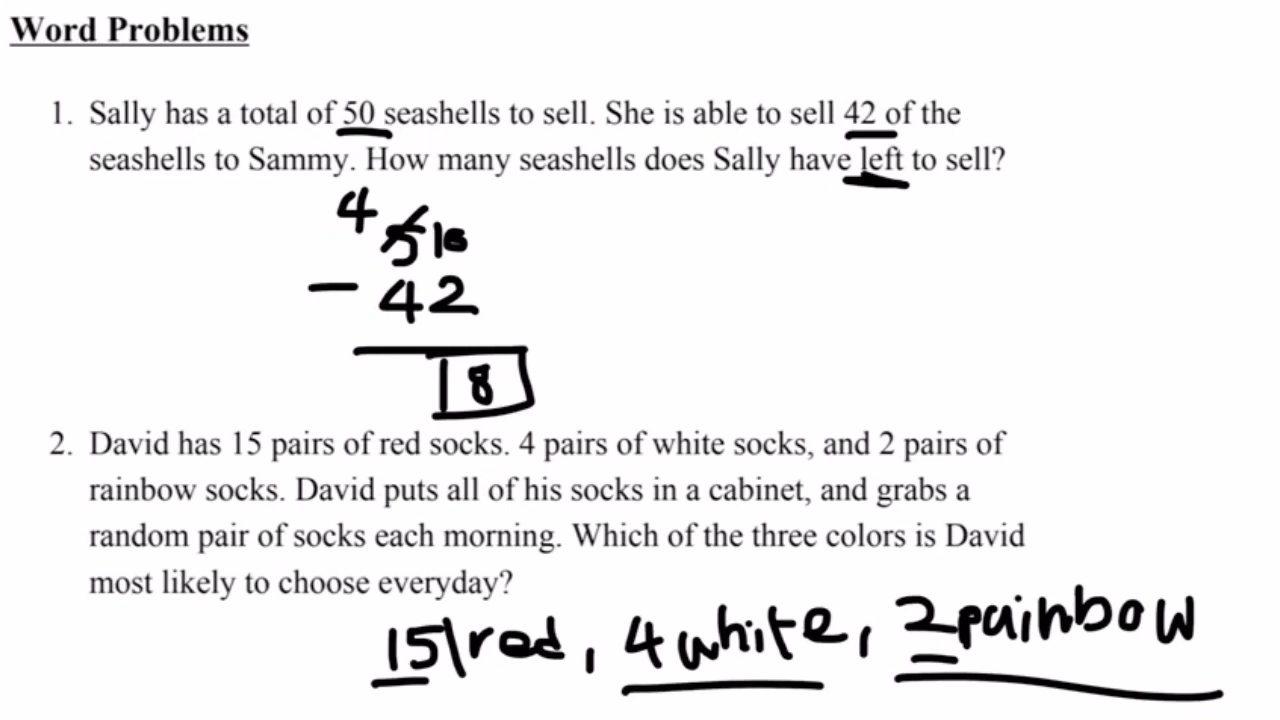 Word Problems
1. Sally has a total of 50 seashells to sell. She is able to sell 42 of the
seashells to Sammy. How many seashells does Sally have left to sell?
4 5 10
- 42
8
2. David has 15 pairs of red socks. 4 pairs of white socks, and 2 pairs of
rainbow socks. David puts all of his socks in a cabinet, and grabs a
random pair of socks each morning. Which of the three colors is David
most likely to choose everyday?
15\red, 4 white, 2 painbow